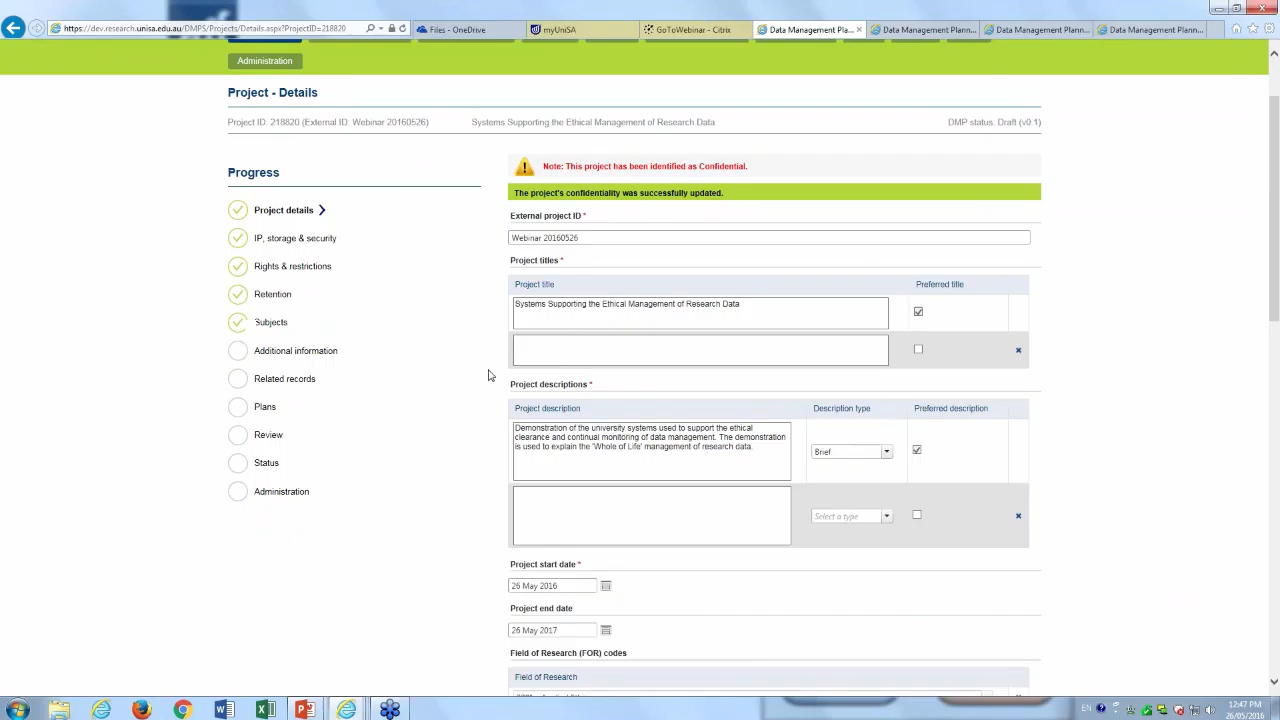 https://dev.research.unisa.edu.au/DMPS/Projects/Details.aspx?ProjectID=218820
Files - OneDrive
myUniSA
GoToWebinar - Citrix
Data Management Pla...
Data Management Plann...
Data Management Plann...
Data Management Plann...
Administration
Project - Details
Project ID: 218820 (External ID: Webinar 20160526)
Systems Supporting the Ethical Management of Research Data
DMP status: Draft (v0.1)
Progress
Project details
IP, storage & security
Rights & restrictions
Retention
Subjects
Additional information
Related records
Plans
Review
Status
Administration
Note: This project has been identified as Confidential.
The project's confidentiality was successfully updated.
External project ID *
Webinar 20160526
Project titles *
Project title
Preferred title
Systems Supporting the Ethical Management of Research Data
Project descriptions *
Project description
Description type
Preferred description
Demonstration of the university systems used to support the ethical
clearance and continual monitoring of data management. The demonstration
is used to explain the 'Whole of Life' management of research data.
Brief
Select a type
Project start date *
26 May 2016
Project end date
26 May 2017
Field of Research (FOR) codes
Field of Research
EN
12:47 PM
26/05/2016